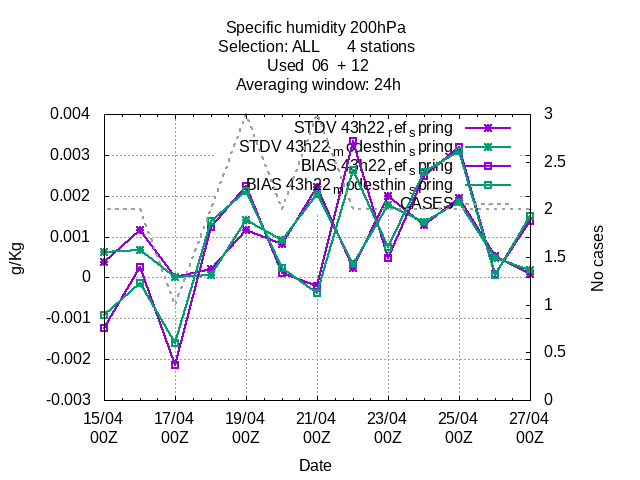 Specific humidity 200hPa
Selection: ALL 4 stations
Used 06 + 12
Averaging window: 24h
0.004
0.003
0.002
0.001
0
-0.001
-0.002
-0.003
g/Kg
STDV 43h22_ref_spring
STDV 43h22_modesthin_spring
BIAS 43h22_ref_spring
BIAS 43h22_modesthin_spring
CASES
3
2.5
2
1.5
1
0.5
0
No cases
15/04 17/04 19/04 21/04 23/04 25/04 27/04
00Z 00Z 00Z 00Z 00Z 00Z 00Z
Date